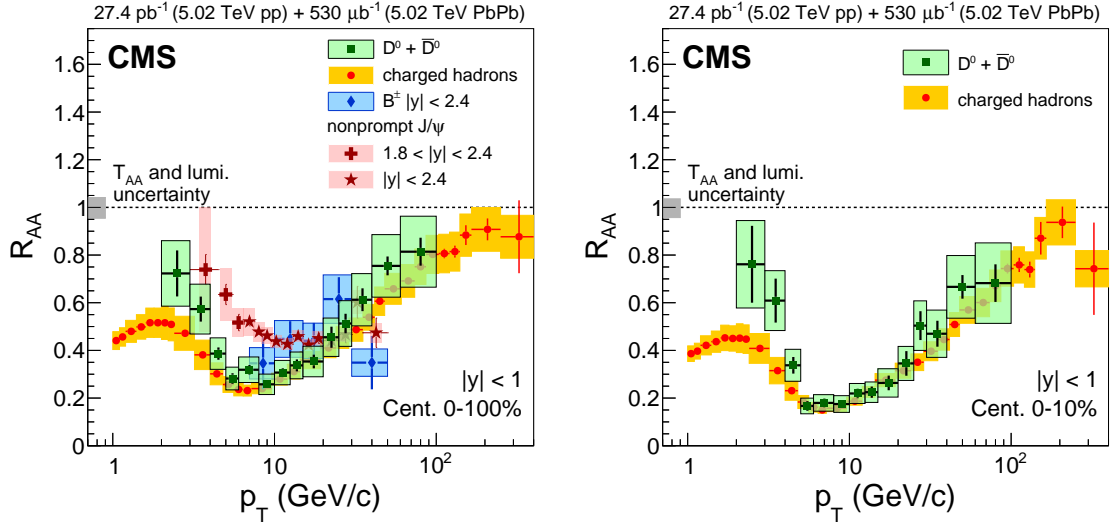 27.4 pb⁻¹ (5.02 TeV pp) + 530 μb⁻¹ (5.02 TeV PbPb)
CMS
D⁰ + D̅⁰
charged hadrons
B± |y| < 2.4
nonprompt J/ψ
1.8 < |y| < 2.4
|y| < 2.4
T_AA and lumi.
uncertainty
|y| < 1
Cent. 0-100%
R_AA
1.6
1.4
1.2
1
0.8
0.6
0.4
0.2
0
1
10
10²
p_T (GeV/c)
27.4 pb⁻¹ (5.02 TeV pp) + 530 μb⁻¹ (5.02 TeV PbPb)
CMS
D⁰ + D̅⁰
charged hadrons
T_AA and lumi.
uncertainty
|y| < 1
Cent. 0-10%
R_AA
1.6
1.4
1.2
1
0.8
0.6
0.4
0.2
0
1
10
10²
p_T (GeV/c)